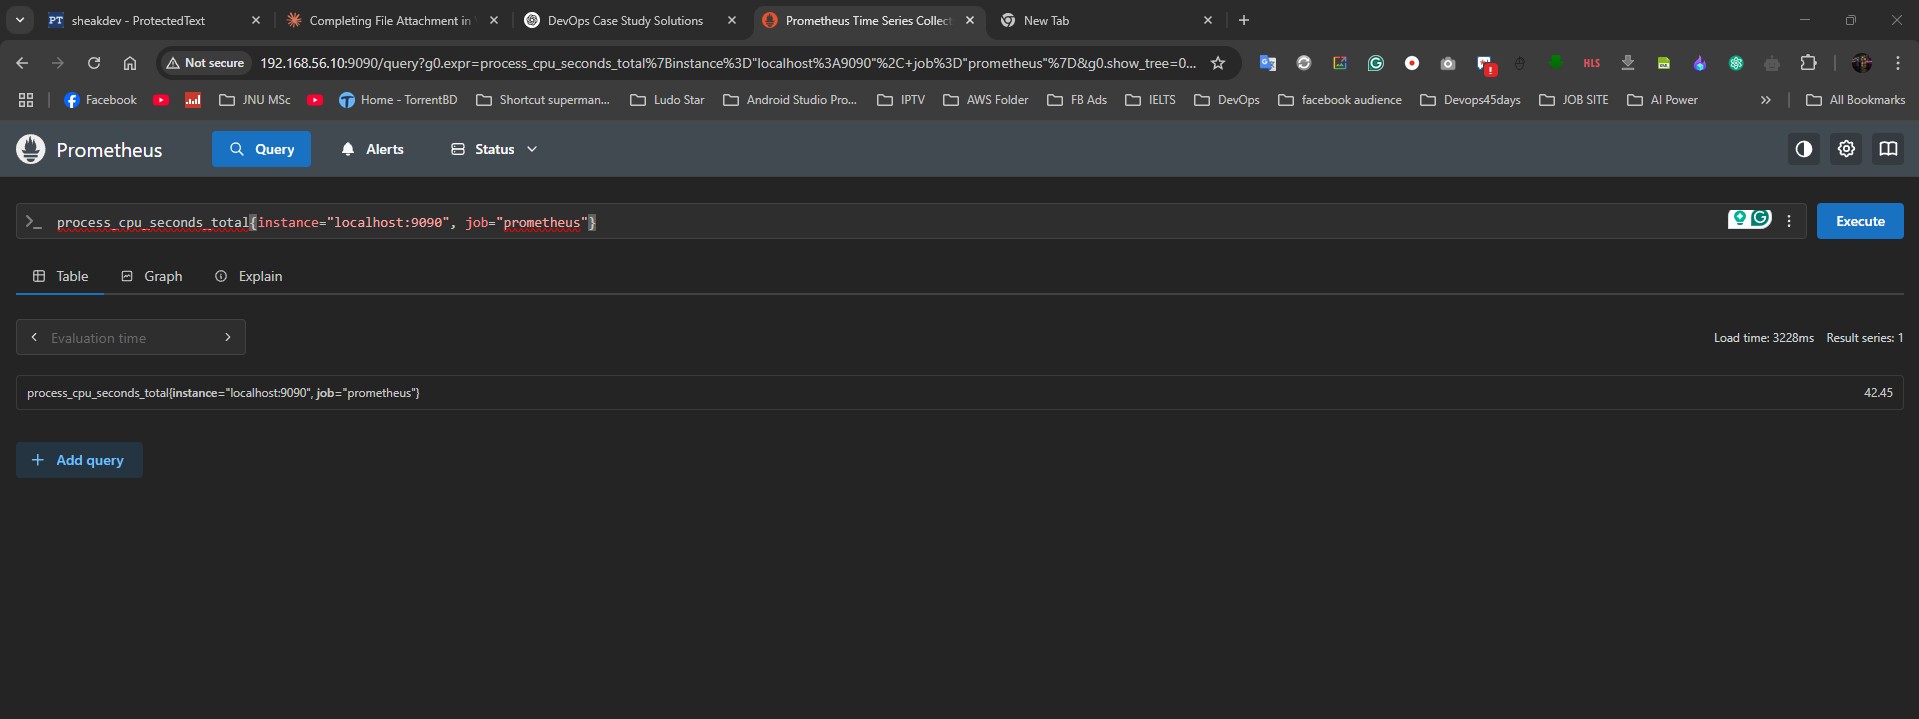 PT sheakdev - ProtectedText
Completing File Attachment in
DevOps Case Study Solutions
Prometheus Time Series Collect
New Tab
Not secure 192.168.56.10:9090/query?g0.expr=process_cpu_seconds_total%7Binstance%3D"localhost%3A9090"%2C+job%3D"prometheus"%7D&g0.show_tree=0...
HLS
Facebook JNU MSc Home - TorrentBD Shortcut superman... Ludo Star Android Studio Pro... IPTV AWS Folder FB Ads IELTS DevOps facebook audience Devops45days JOB SITE AI Power » All Bookmarks
Prometheus Query Alerts Status
>_ process_cpu_seconds_total{instance="localhost:9090", job="prometheus"} Execute
Table Graph Explain
Evaluation time Load time: 3228ms Result series: 1
process_cpu_seconds_total{instance="localhost:9090", job="prometheus"} 42.45
+ Add query